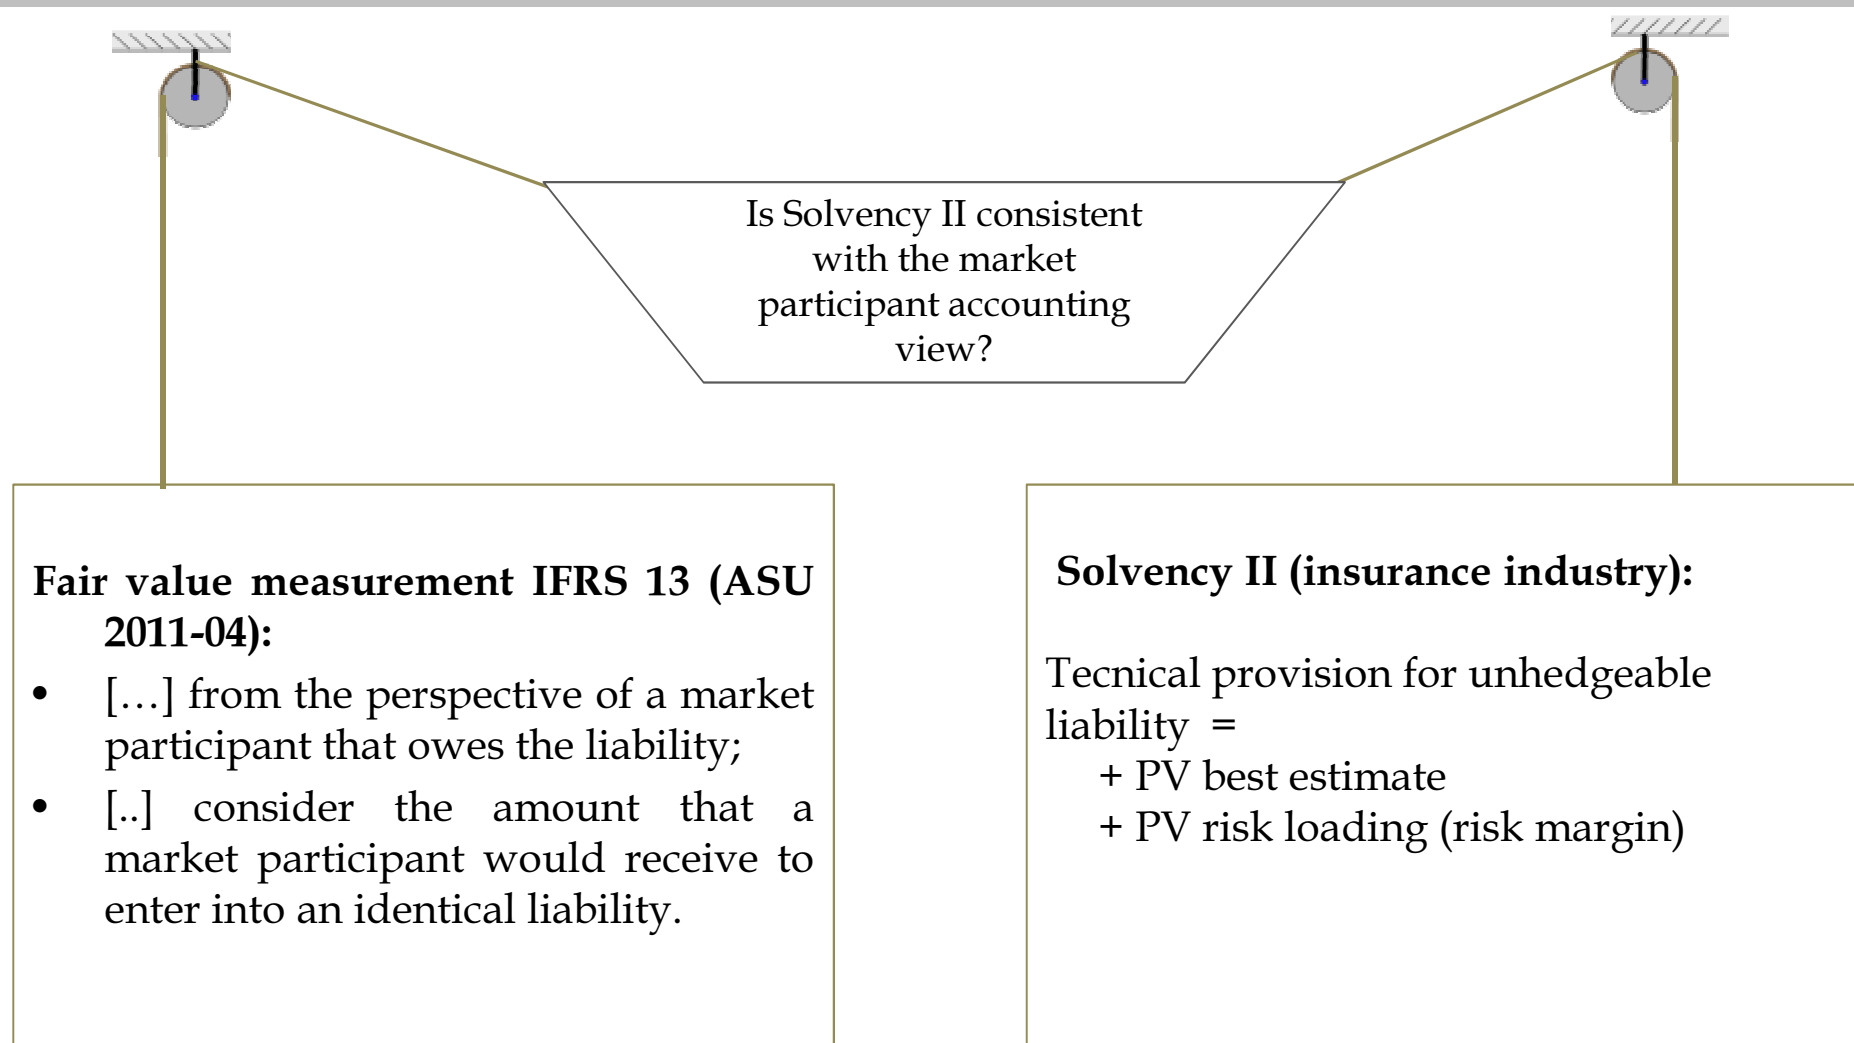 Is Solvency II consistent
with the market
participant accounting
view?
Fair value measurement IFRS 13 (ASU
2011-04):
• […] from the perspective of a market
participant that owes the liability;
• [..] consider the amount that a
market participant would receive to
enter into an identical liability.
Solvency II (insurance industry):
Tecnical provision for unhedgeable
liability =
+ PV best estimate
+ PV risk loading (risk margin)